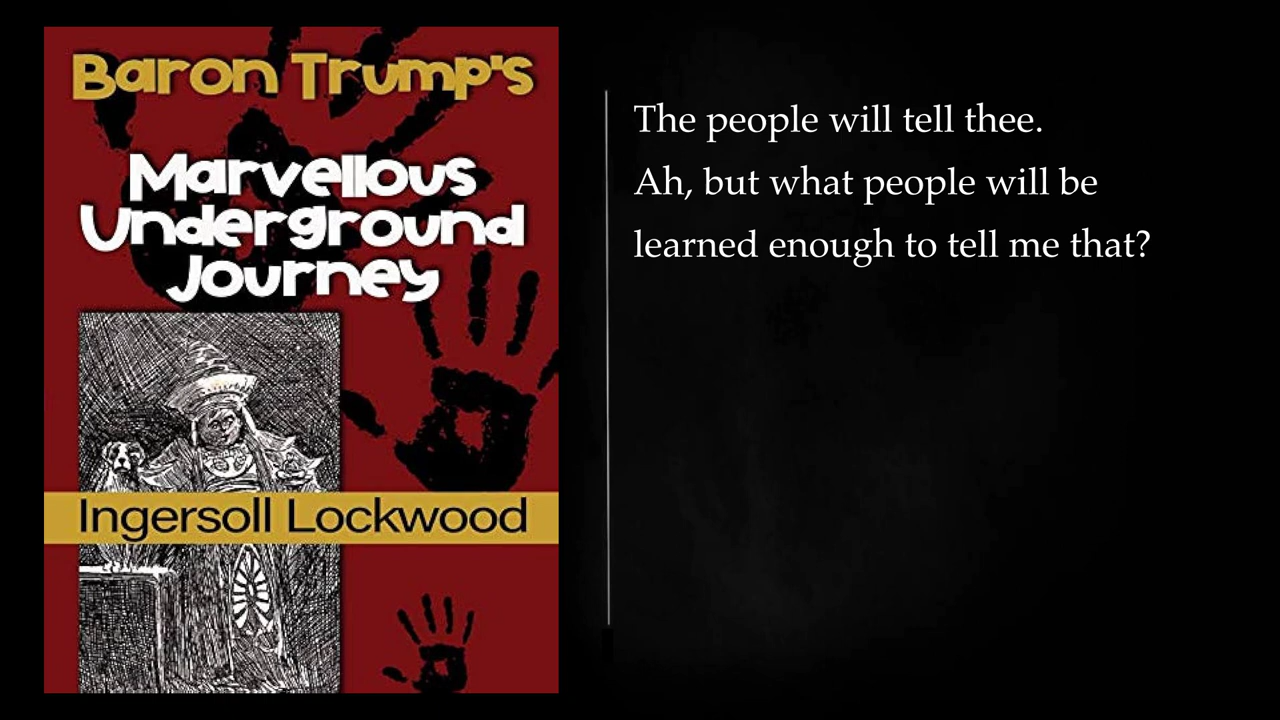 Baron Trump's
Marvellous
Underground
Journey
Ingersoll Lockwood
The people will tell thee.
Ah, but what people will be
learned enough to tell me that?